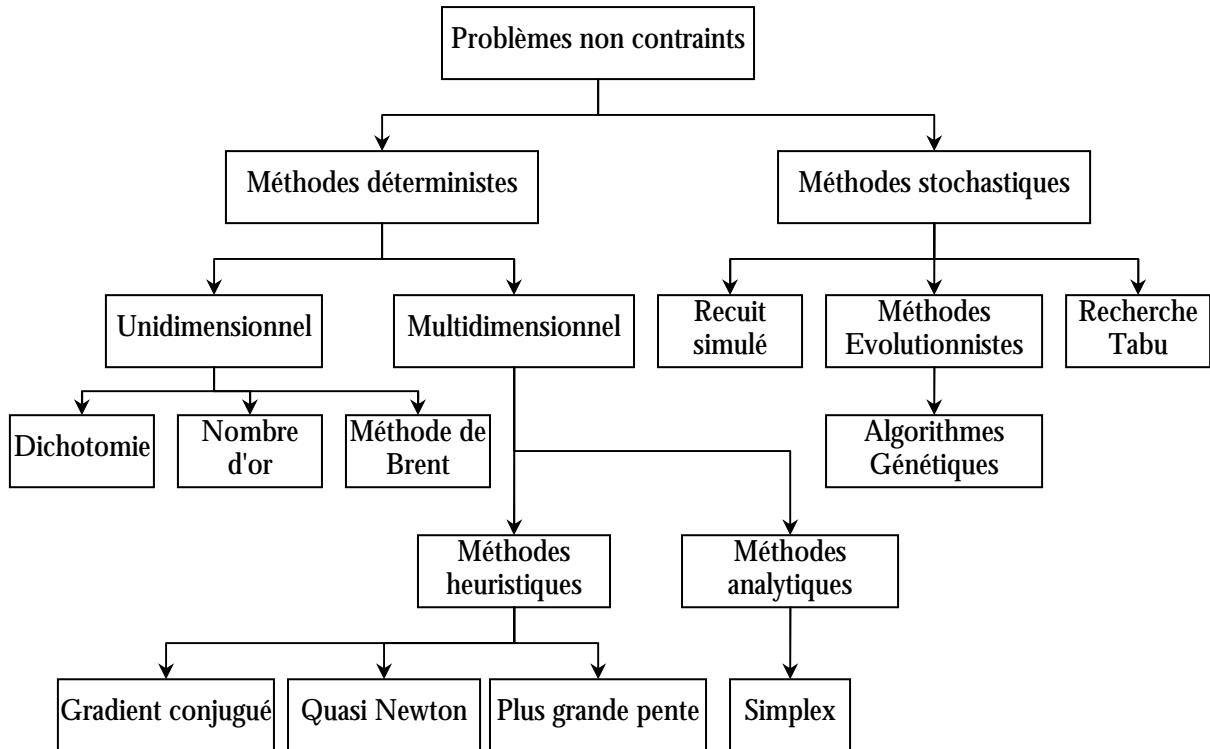 Problèmes non contraints
Méthodes déterministes
Méthodes stochastiques
Unidimensionnel
Multidimensionnel
Recuit
simulé
Méthodes
Evolutionnistes
Recherche
Tabu
Dichotomie
Nombre
d'or
Méthode de
Brent
Algorithmes
Génétiques
Méthodes
heuristiques
Méthodes
analytiques
Gradient conjugué
Quasi Newton
Plus grande pente
Simplex